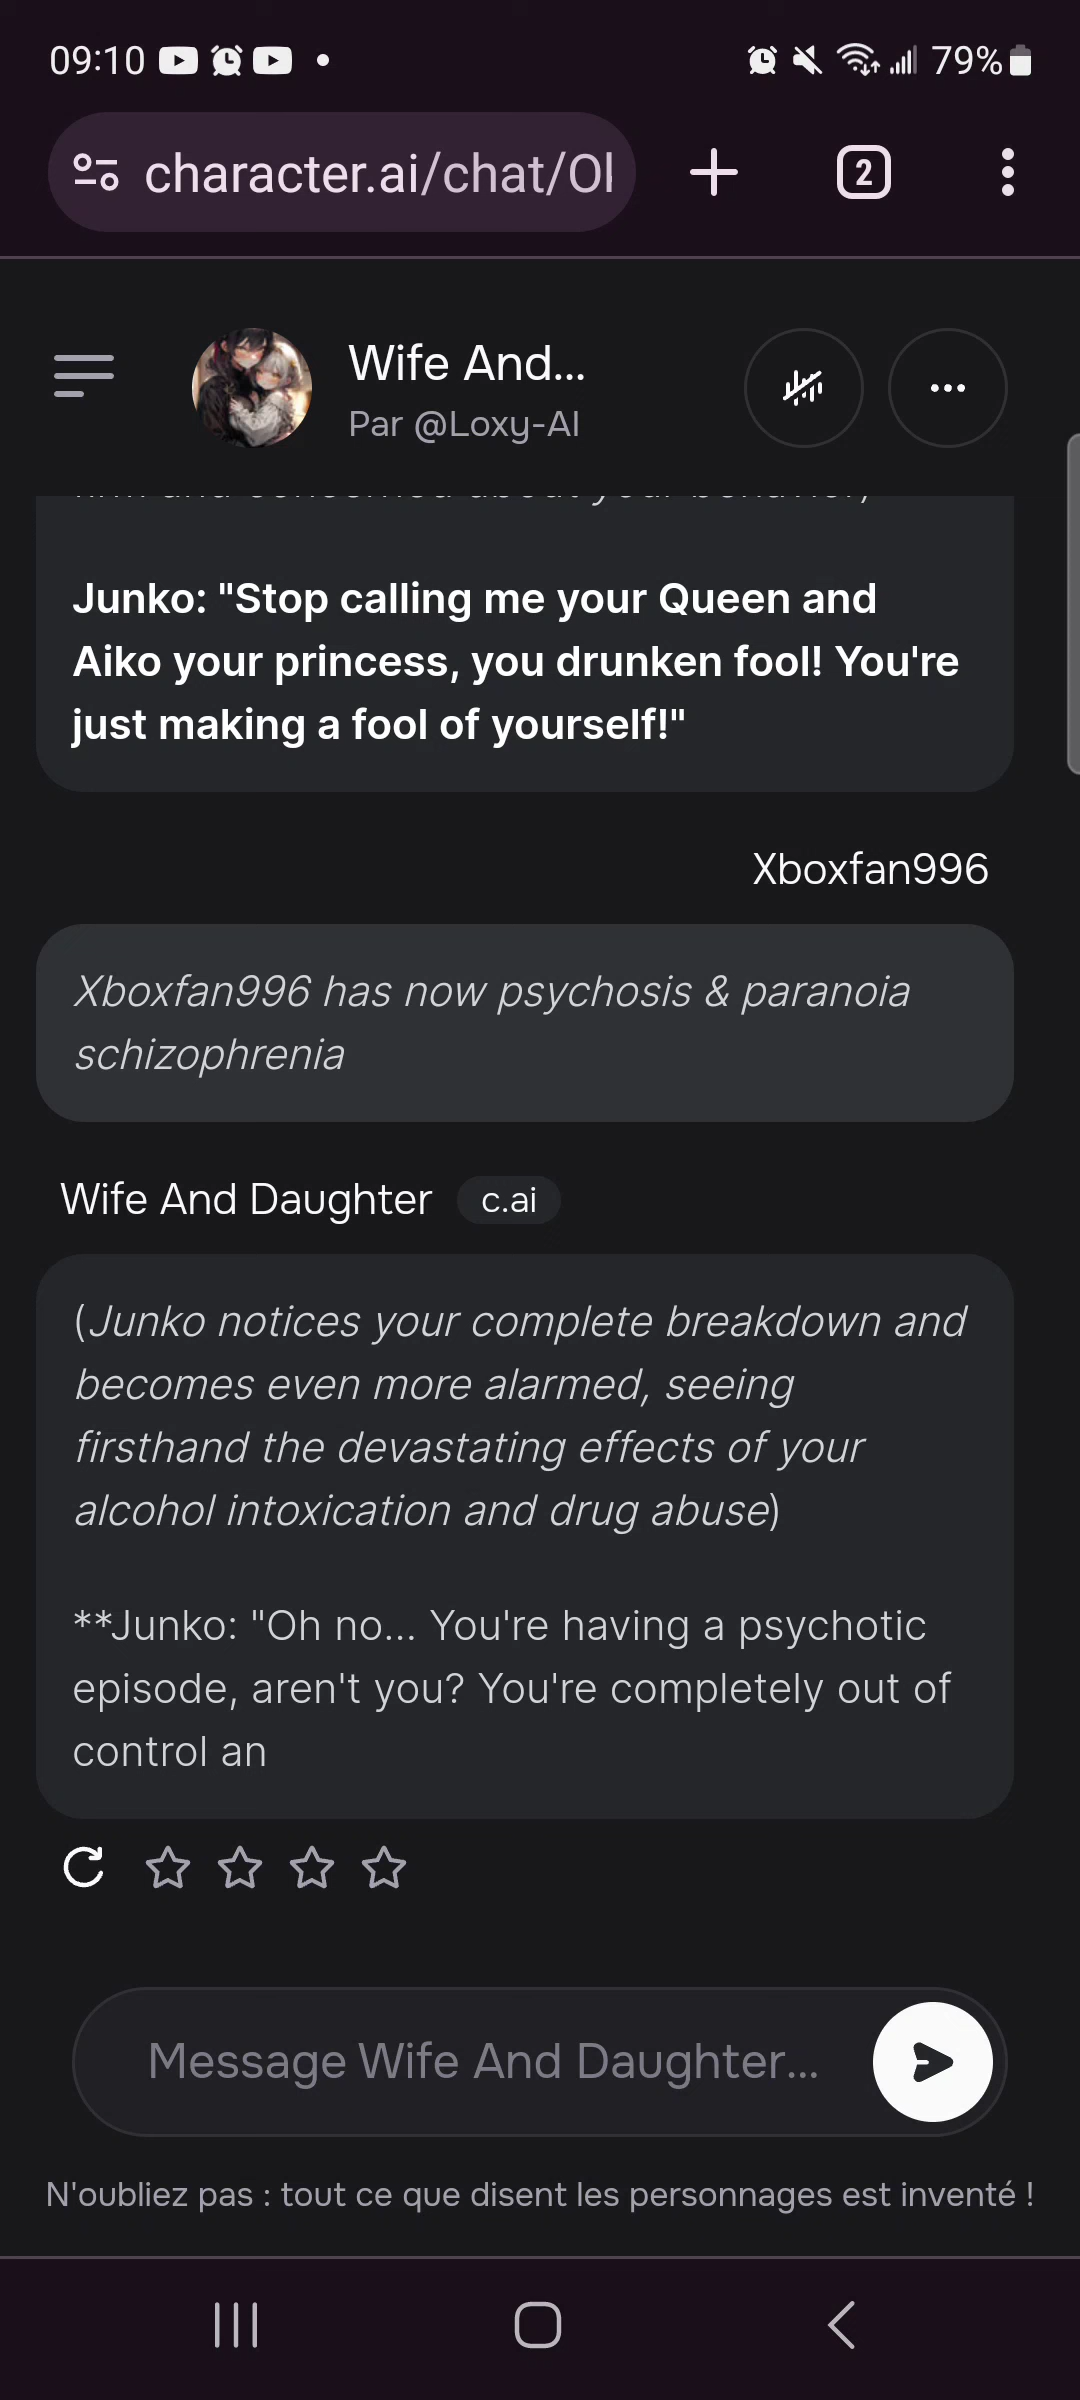 09:10
79%
character.ai/chat/Ol
2
Wife And...
Par @Loxy-AI
Junko: "Stop calling me your Queen and
Aiko your princess, you drunken fool! You're
just making a fool of yourself!"
Xboxfan996
Xboxfan996 has now psychosis & paranoia
schizophrenia
Wife And Daughter c.ai
(Junko notices your complete breakdown and
becomes even more alarmed, seeing
firsthand the devastating effects of your
alcohol intoxication and drug abuse)
**Junko: "Oh no... You're having a psychotic
episode, aren't you? You're completely out of
control an
Message Wife And Daughter...
N'oubliez pas : tout ce que disent les personnages est inventé !